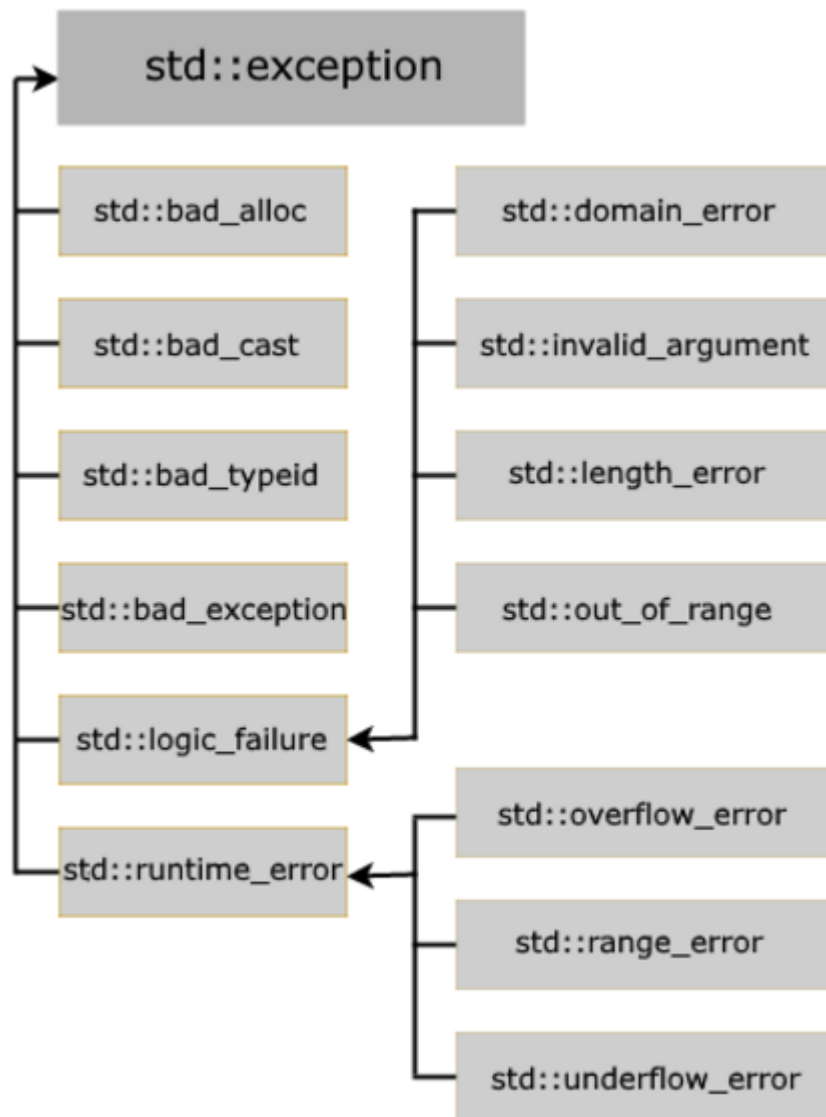 std::exception
std::bad_alloc
std::bad_cast
std::bad_typeid
std::bad_exception
std::logic_failure
std::runtime_error
std::domain_error
std::invalid_argument
std::length_error
std::out_of_range
std::overflow_error
std::range_error
std::underflow_error